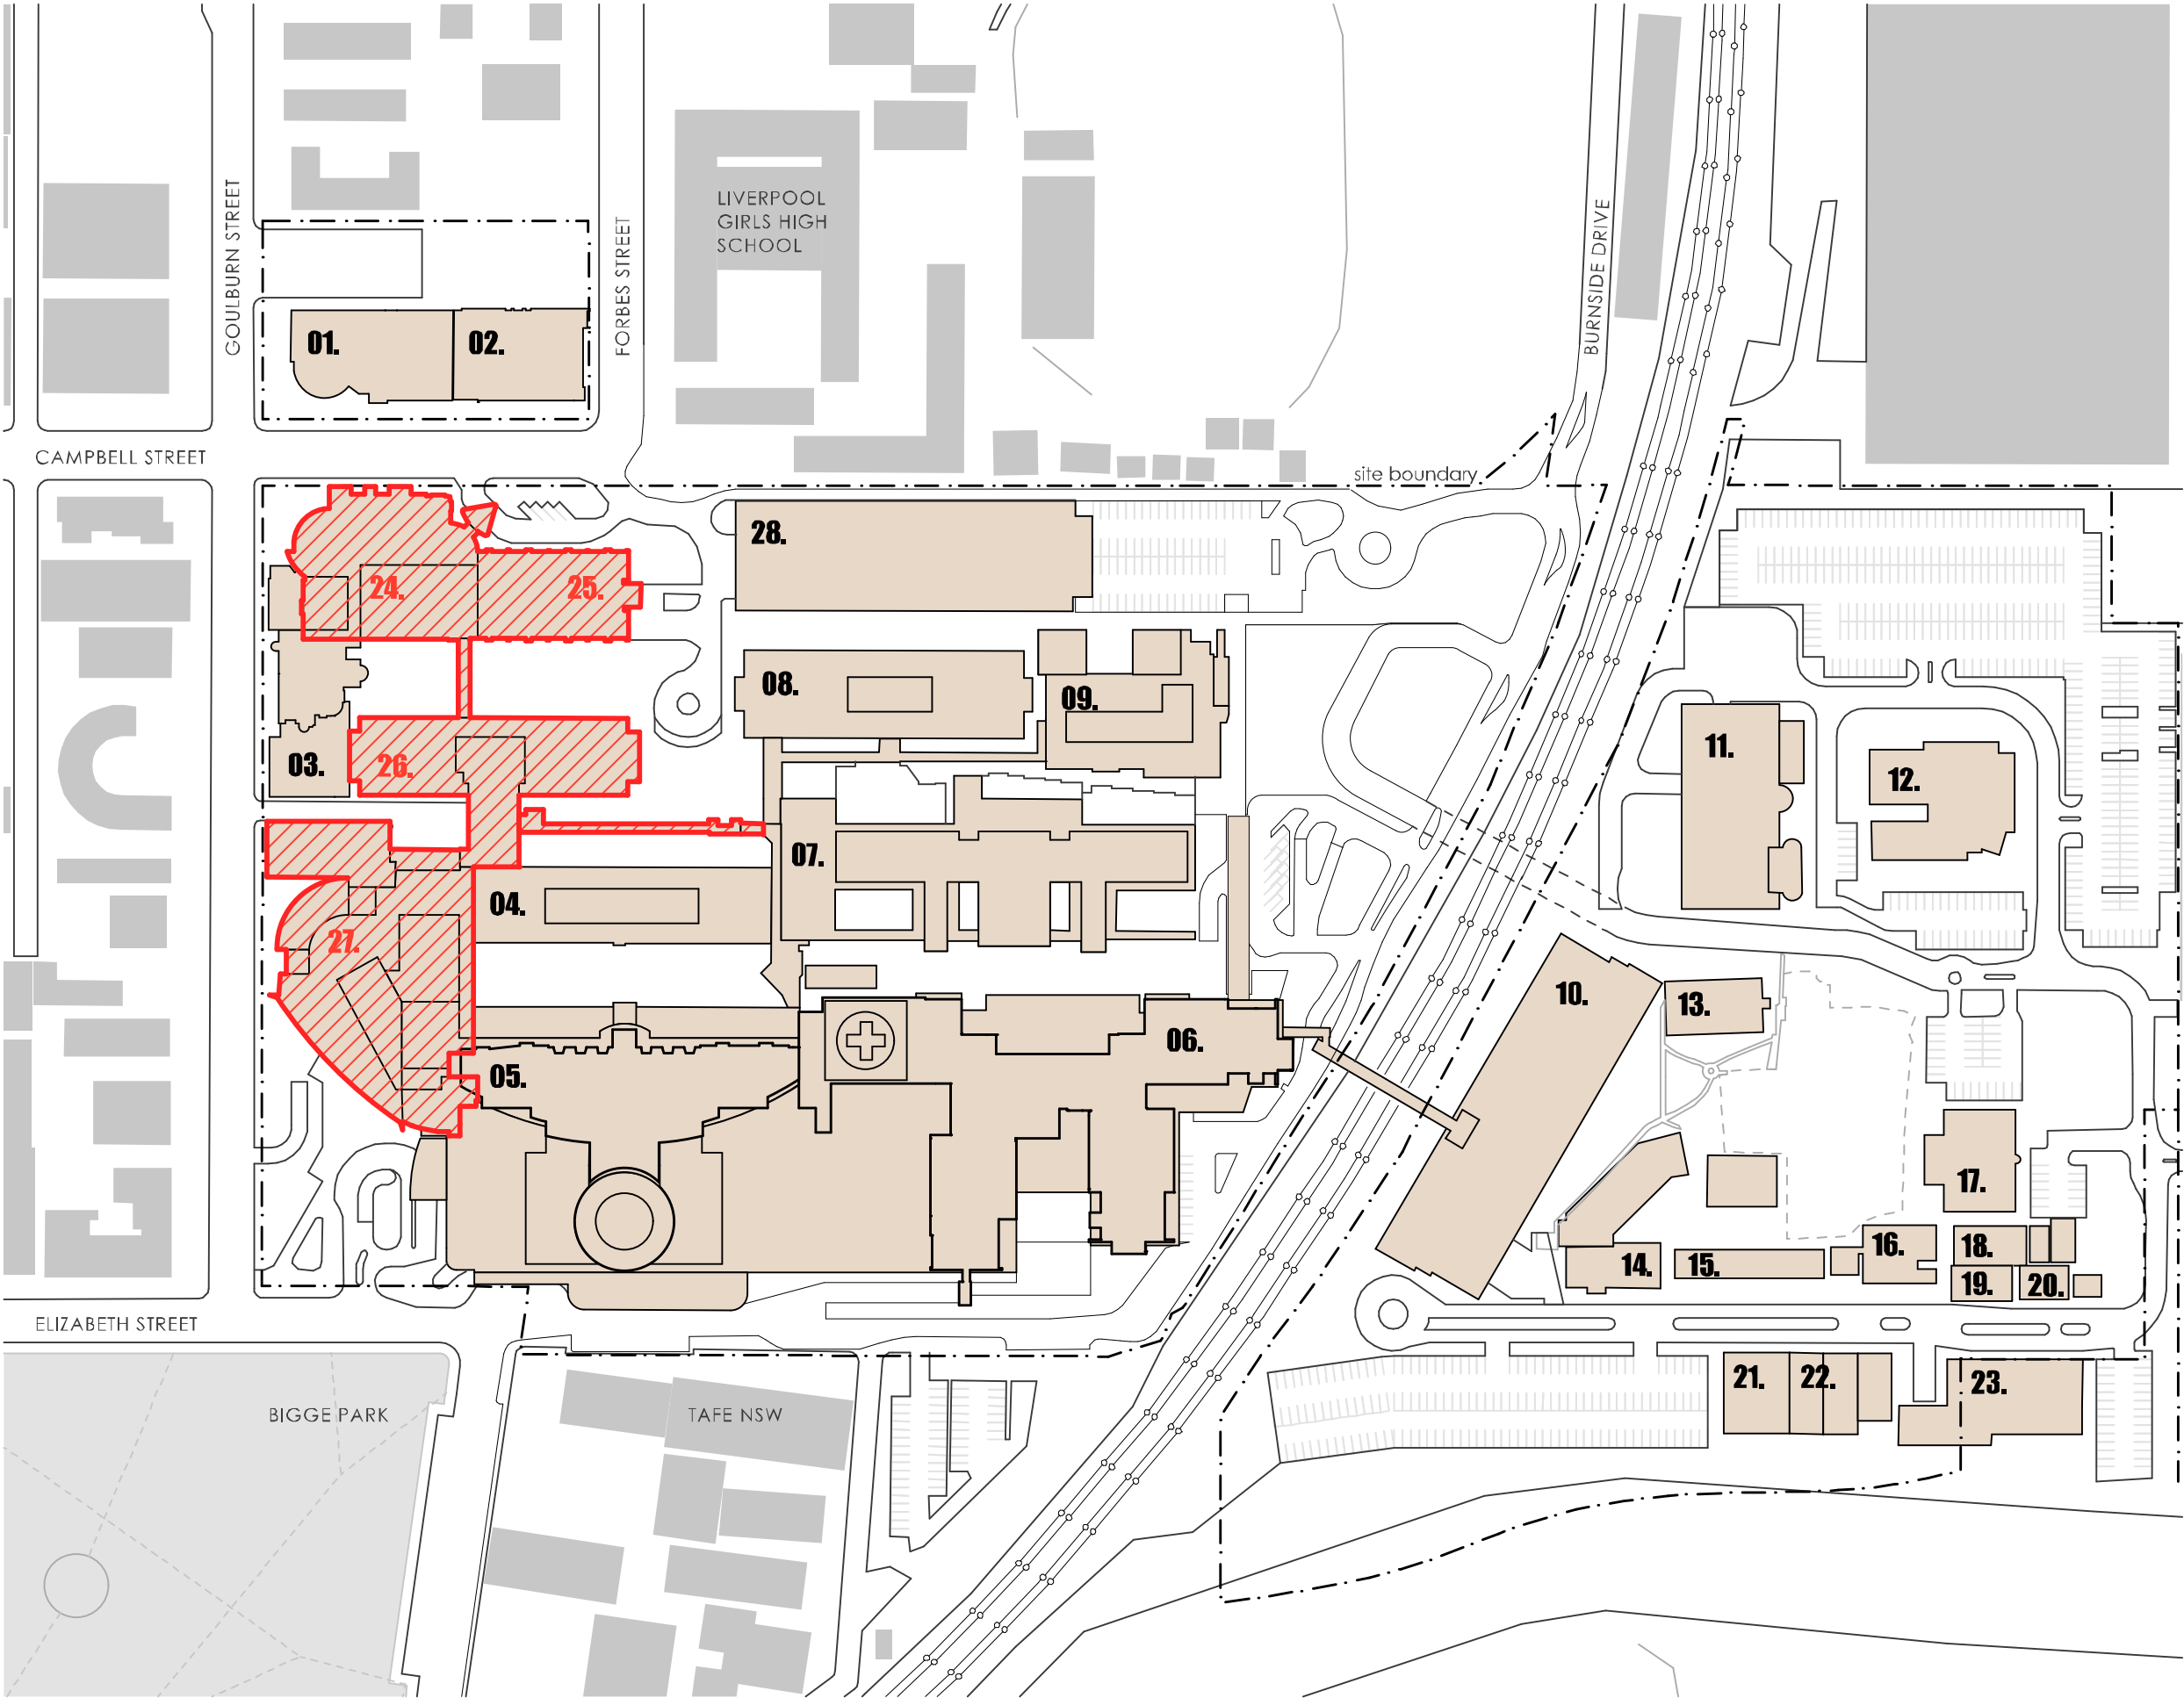 LIVERPOOL
GIRLS HIGH
SCHOOL
GOULBURN STREET
FORBES STREET
BURNSIDE DRIVE
01.
02.
CAMPBELL STREET
site boundary
28.
24.
25.
08.
09.
03.
26.
11.
12.
07.
04.
27.
10.
13.
06.
05.
17.
14.
15.
16.
18.
19.
20.
ELIZABETH STREET
21.
22.
23.
BIGGE PARK
TAFE NSW